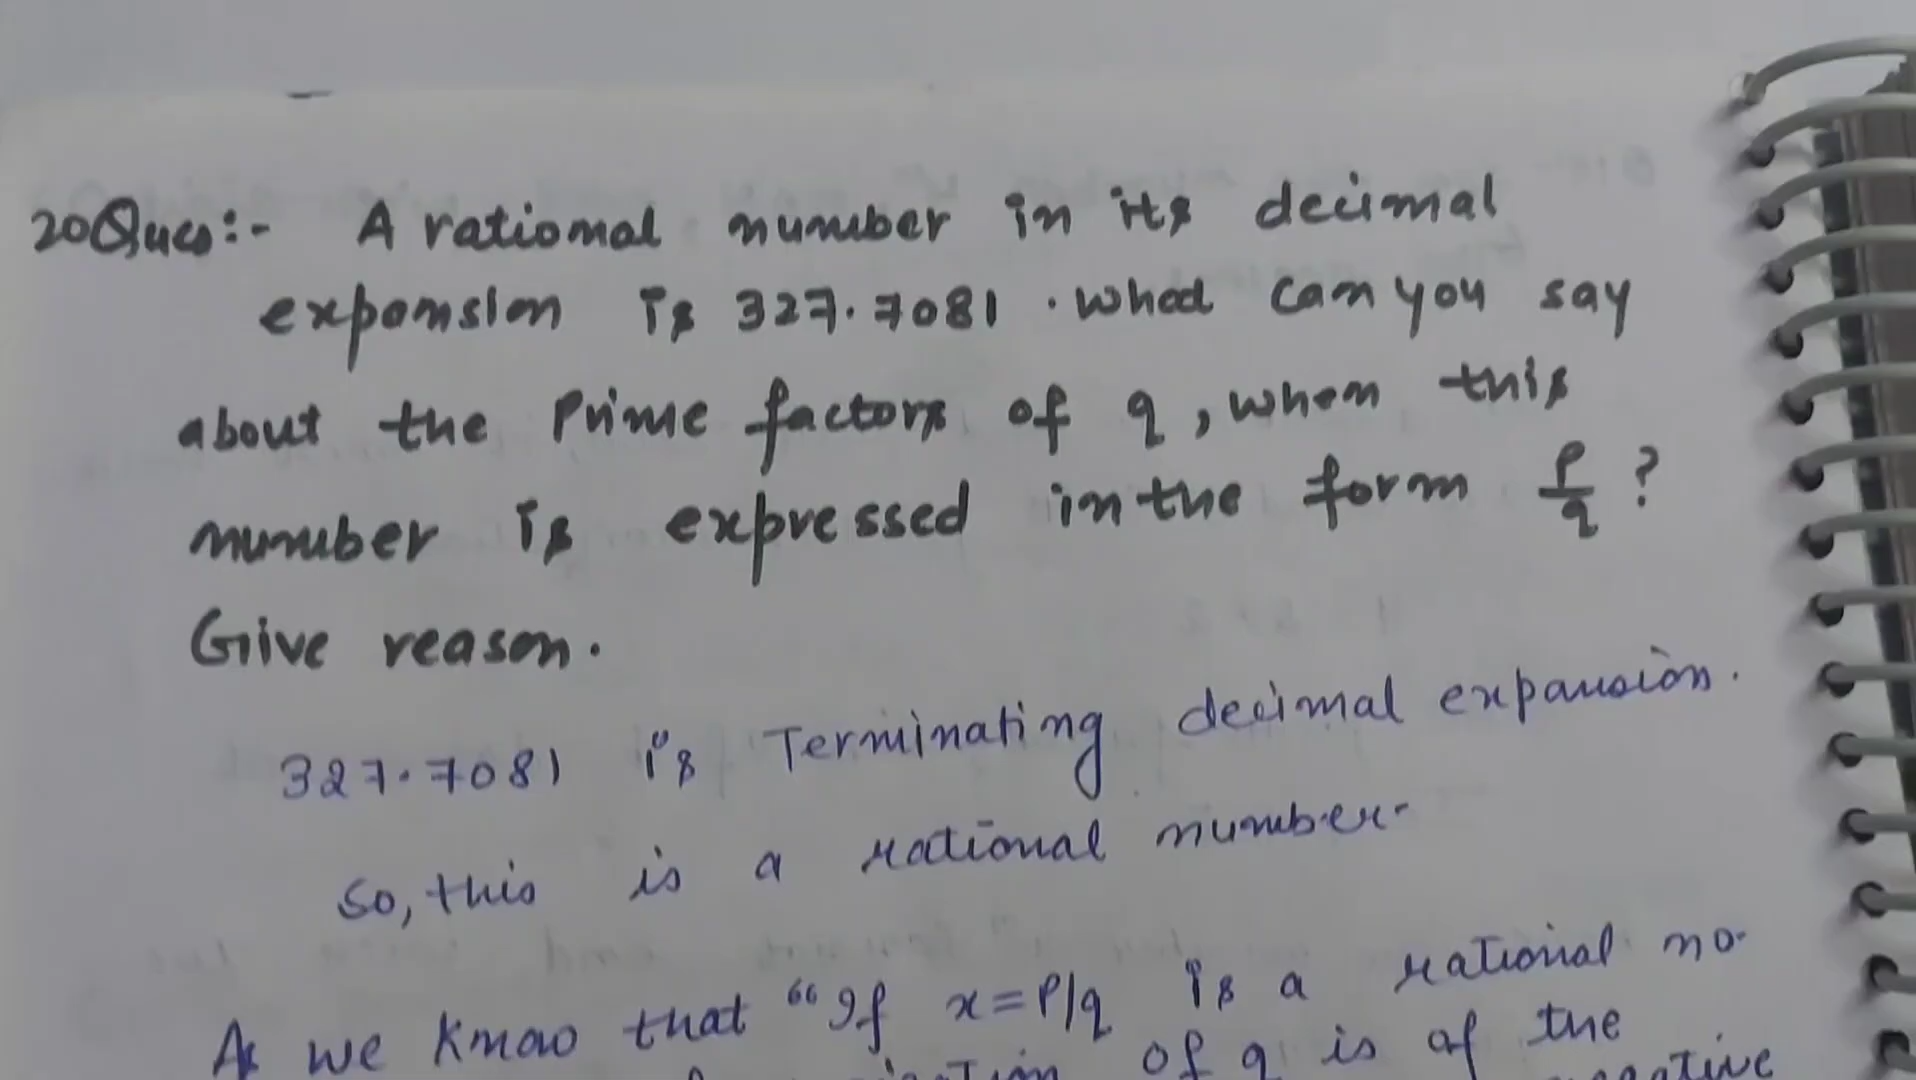 20Ques:- A rational number in its decimal
expansion is 327.7081 . what can you say
about the Prime factors of q, when this
number is expressed in the form P/q ?
Give reason.
327.7081 is Terminating decimal expansion.
so, this is a rational number.
As we know that "If x=P/q is a rational no.
of q is of the